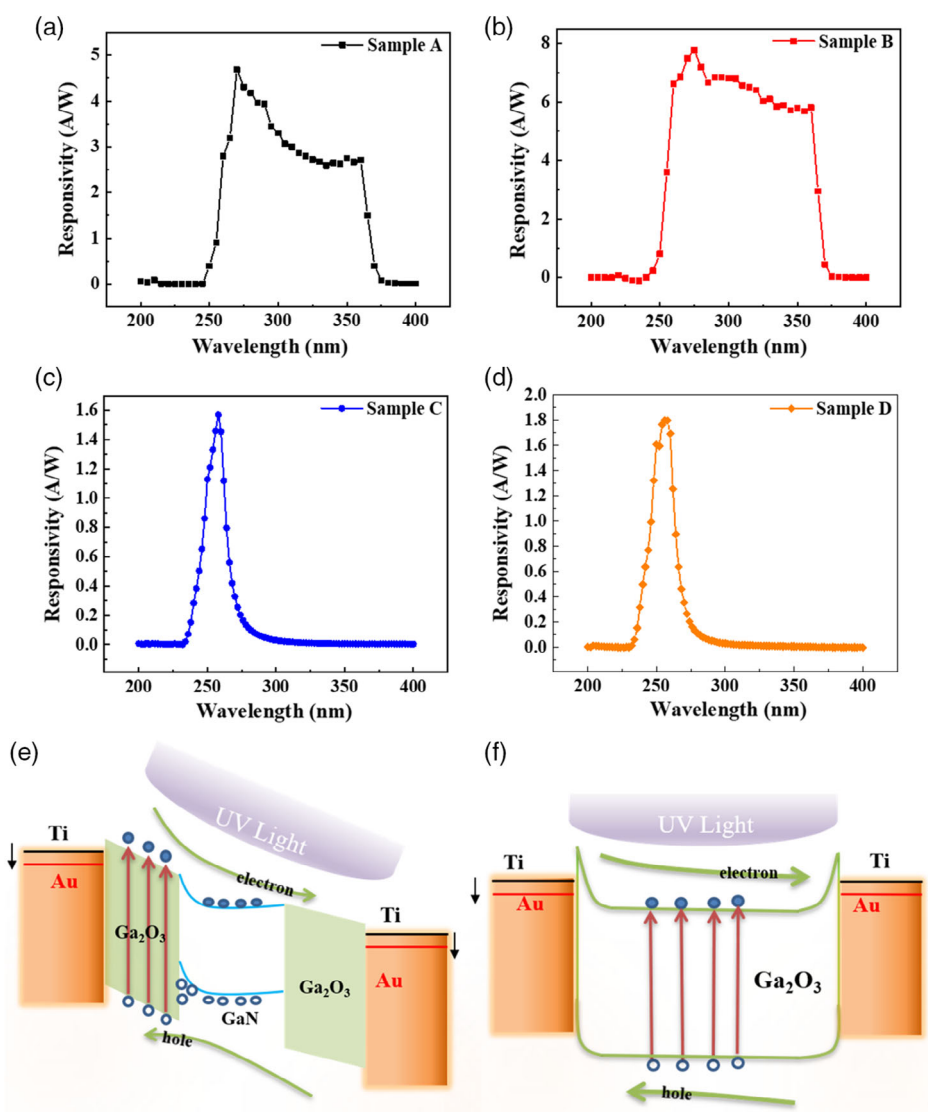 (a)
Sample A
Responsivity (A/W)
5
4
3
2
1
0
200 250 300 350 400
Wavelength (nm)
(b)
Sample B
Responsivity (A/W)
8
6
4
2
0
200 250 300 350 400
Wavelength (nm)
(c)
Sample C
Responsivity (A/W)
1.6
1.4
1.2
1.0
0.8
0.6
0.4
0.2
0.0
200 250 300 350 400
Wavelength (nm)
(d)
Sample D
Responsivity (A/W)
2.0
1.8
1.6
1.4
1.2
1.0
0.8
0.6
0.4
0.2
0.0
200 250 300 350 400
Wavelength (nm)
(e)
UV Light
Ti
Au
electron
Ga₂O₃
Ti
Au
Ga₂O₃
GaN
hole
(f)
UV Light
Ti
electron
Ti
Au
Au
Ga₂O₃
hole